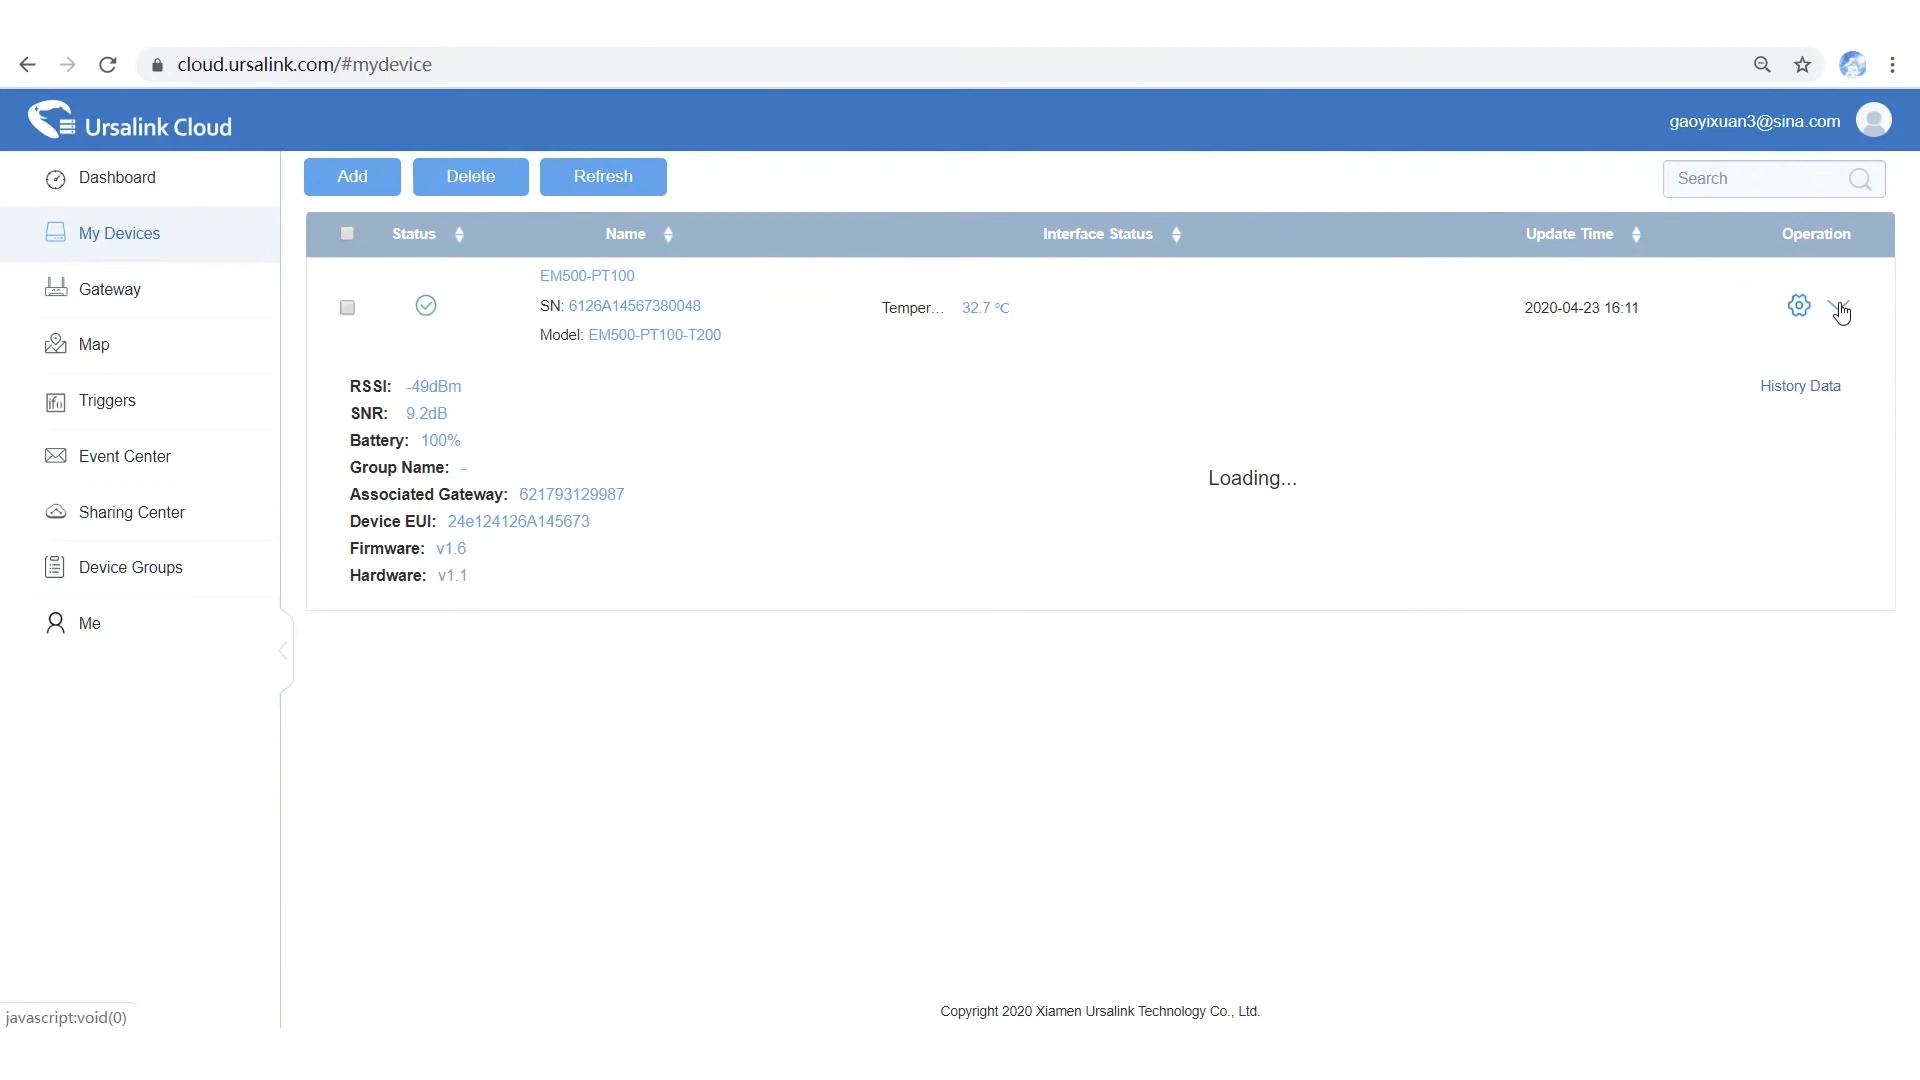 cloud.ursalink.com/#mydevice
Ursalink Cloud
gaoyixuan3@sina.com
Dashboard
My Devices
Gateway
Map
Triggers
Event Center
Sharing Center
Device Groups
Me
Add Delete Refresh
Search
Status Name Interface Status Update Time Operation
EM500-PT100
SN: 6126A14567380048
Model: EM500-PT100-T200
Temper... 32.7 °C
2020-04-23 16:11
RSSI: -49dBm
SNR: 9.2dB
Battery: 100%
Group Name: -
Associated Gateway: 621793129987
Device EUI: 24e124126A145673
Firmware: v1.6
Hardware: v1.1
History Data
Loading...
Copyright 2020 Xiamen Ursalink Technology Co., Ltd.
javascript:void(0)